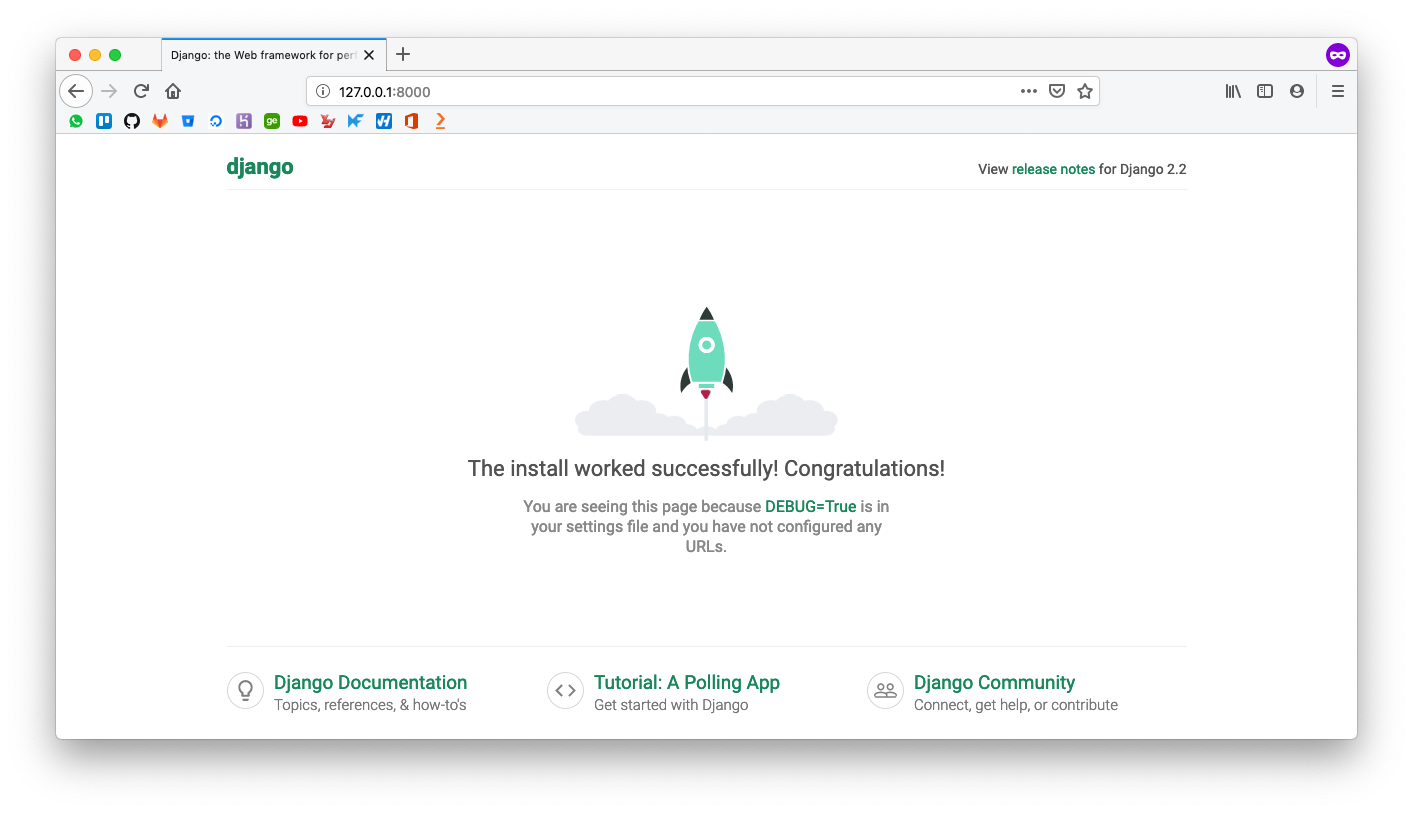 Django: the Web framework for per
127.0.0.1:8000
ge
django
View release notes for Django 2.2
The install worked successfully! Congratulations!
You are seeing this page because DEBUG=True is in
your settings file and you have not configured any
URLs.
Django Documentation
Topics, references, & how-to's
Tutorial: A Polling App
Get started with Django
Django Community
Connect, get help, or contribute